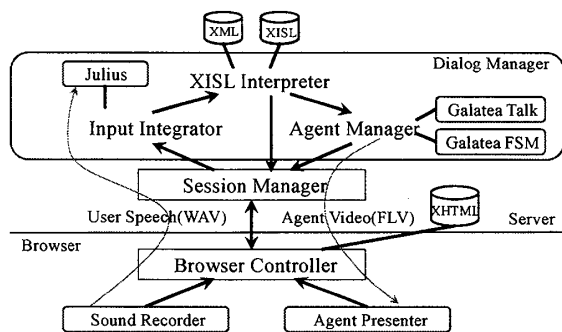 XML
XISL
Dialog Manager
Julius
XISL Interpreter
Galatea Talk
Input Integrator
Agent Manager
Galatea FSM
Session Manager
User Speech(WAV)
Agent Video(FLV)
XHTML
Server
Browser
Browser Controller
Sound Recorder
Agent Presenter